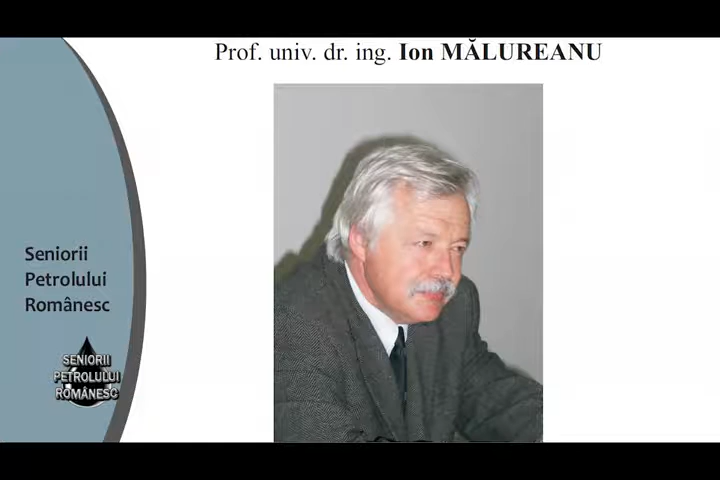 Prof. univ. dr. ing. Ion MĂLUREANU
Seniorii
Petrolului
Românesc
SENIORII
PETROLULUI
ROMÂNESC